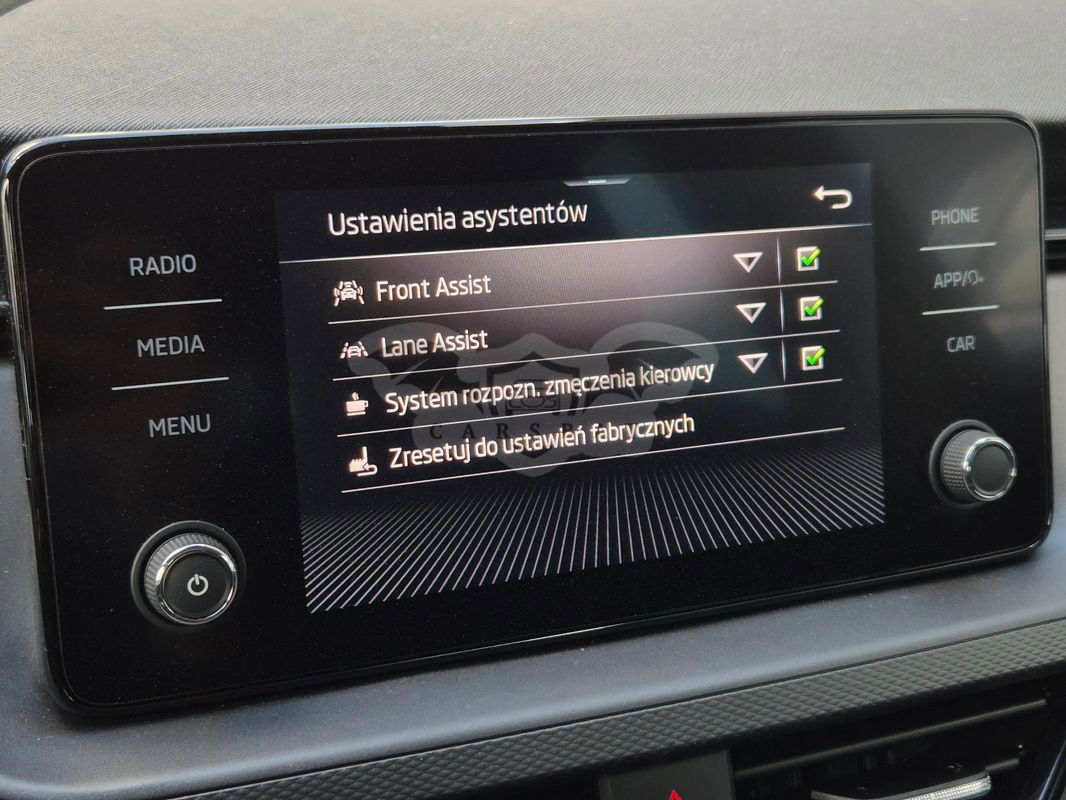 Ustawienia asystentów
Front Assist
Lane Assist
System rozpozn. zmęczenia kierowcy
Zresetuj do ustawień fabrycznych
RADIO
MEDIA
MENU
PHONE
APP/
CAR